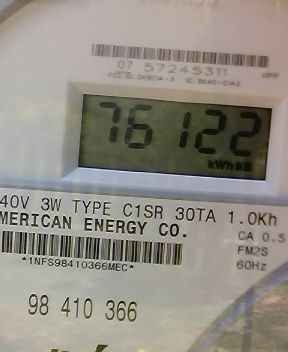 07 57245311
76122
kWh
40V 3W TYPE C1SR 30TA 1.0Kh
MERICAN ENERGY CO.
CA 0.5
FM2S
*1NFS98410366MEC*
60Hz
98 410 366